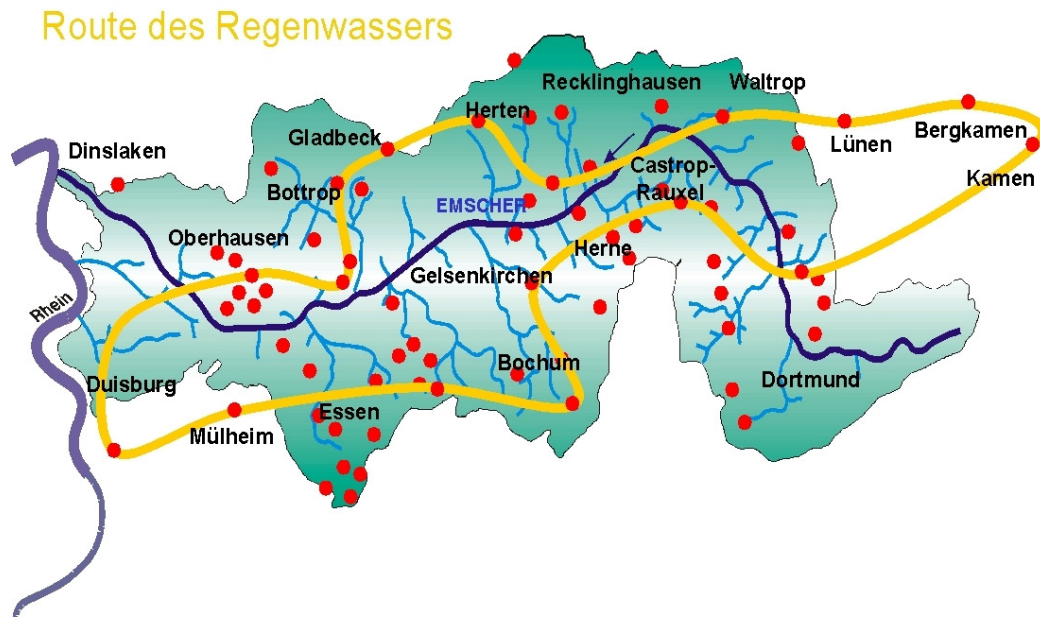 Route des Regenwassers
Recklinghausen
Waltrop
Herten
Gladbeck
Bergkamen
Lünen
Dinslaken
Castrop-
Rauxel
Kamen
Bottrop
EMSCHER
Oberhausen
Herne
Gelsenkirchen
Rhein
Bochum
Duisburg
Dortmund
Essen
Mülheim